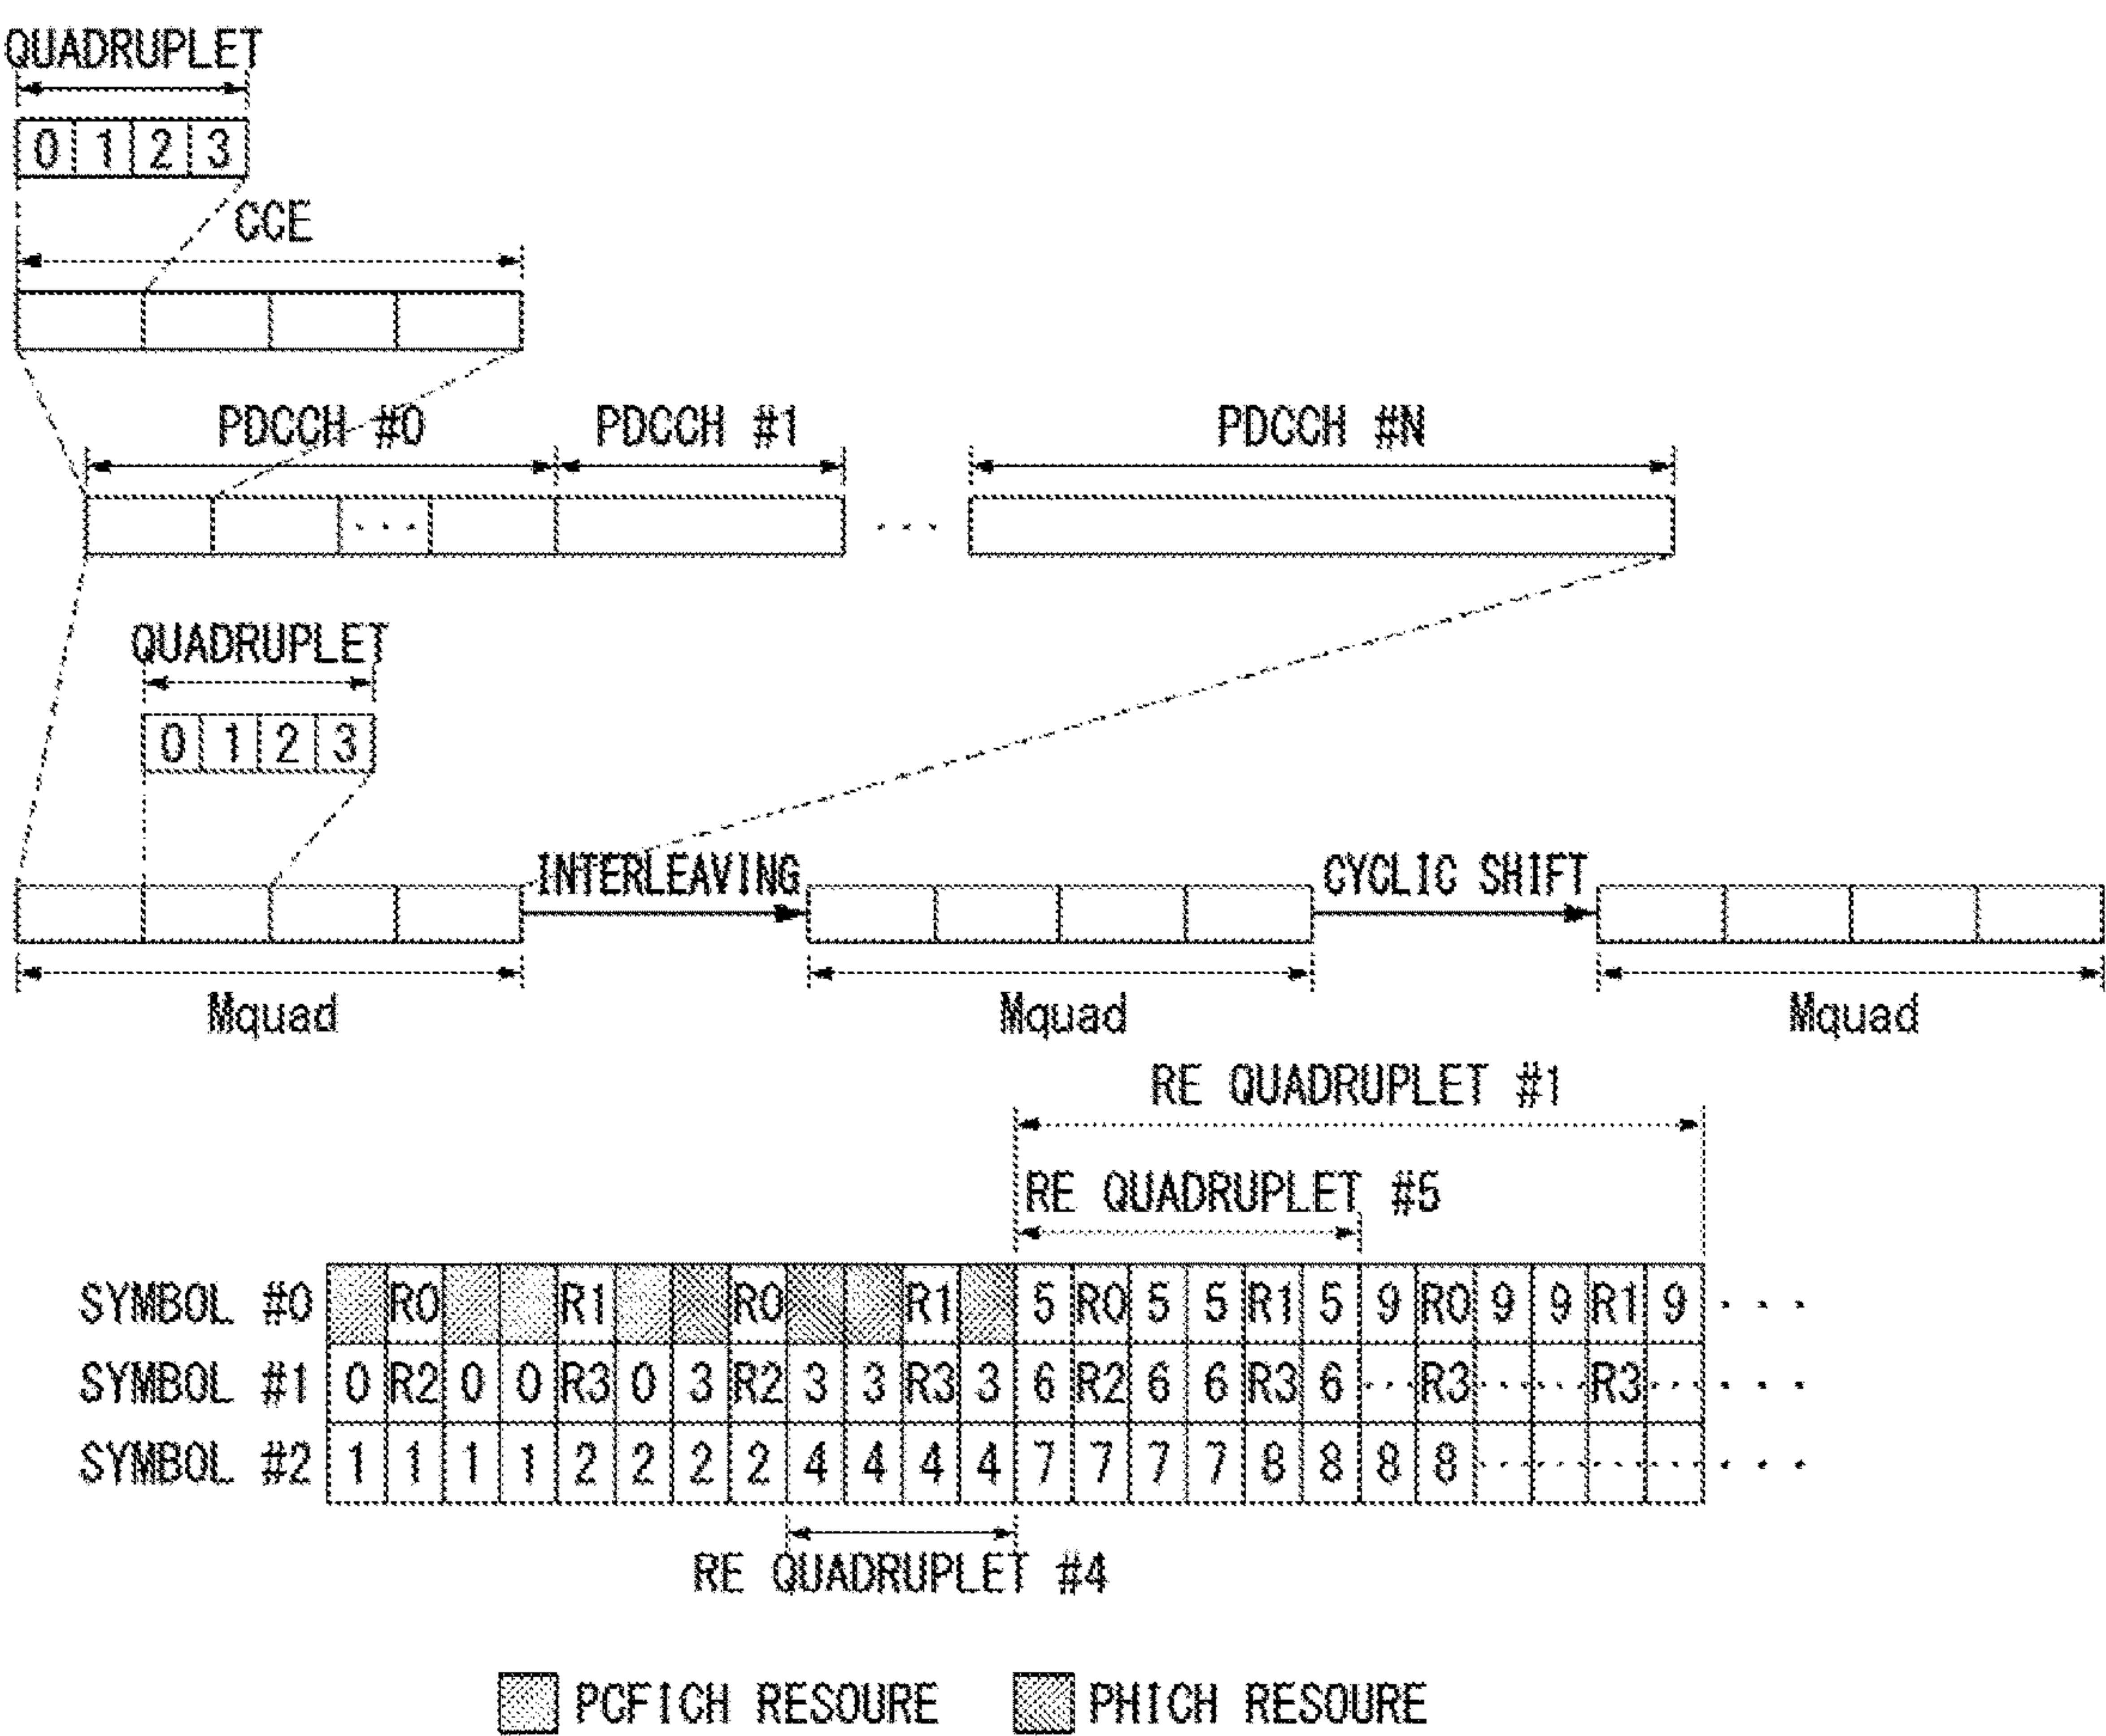 QUADRUPLET
0 1 2 3
CCE
PDCCH #0 PDCCH #1 PDCCH #N
... ...
QUADRUPLET
0 1 2 3
INTERLEAVING CYCLIC SHIFT
Mquad Mquad Mquad
RE QUADRUPLET #1
RE QUADRUPLET #5
SYMBOL #0 R0 R1 R0 R1 5 R0 5 5 R1 5 9 R0 9 9 R1 9 ...
SYMBOL #1 0 R2 0 0 R3 0 3 R2 3 3 R3 3 6 R2 6 6 R3 6 ... R3 ... R3 ... ...
SYMBOL #2 1 1 1 1 2 2 2 2 4 4 4 4 7 7 7 7 8 8 8 8 ... ...
RE QUADRUPLET #4
PCFICH RESOURE PHICH RESOURE